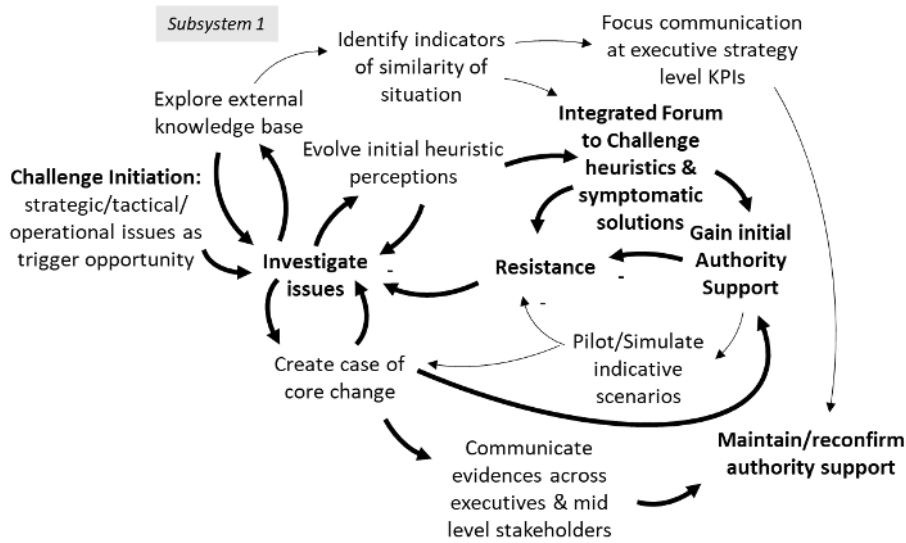 Subsystem 1
Identify indicators
of similarity of
situation
Focus communication
at executive strategy
level KPIs
Explore external
knowledge base
Evolve initial heuristic
perceptions
Integrated Forum
to Challenge
heuristics &
symptomatic
solutions
Challenge Initiation:
strategic/tactical/
operational issues as
trigger opportunity
Investigate
issues
-
Resistance
-
-
Gain initial
Authority
Support
Create case of
core change
Pilot/Simulate
indicative
scenarios
Communicate
evidences across
executives & mid
level stakeholders
Maintain/reconfirm
authority support